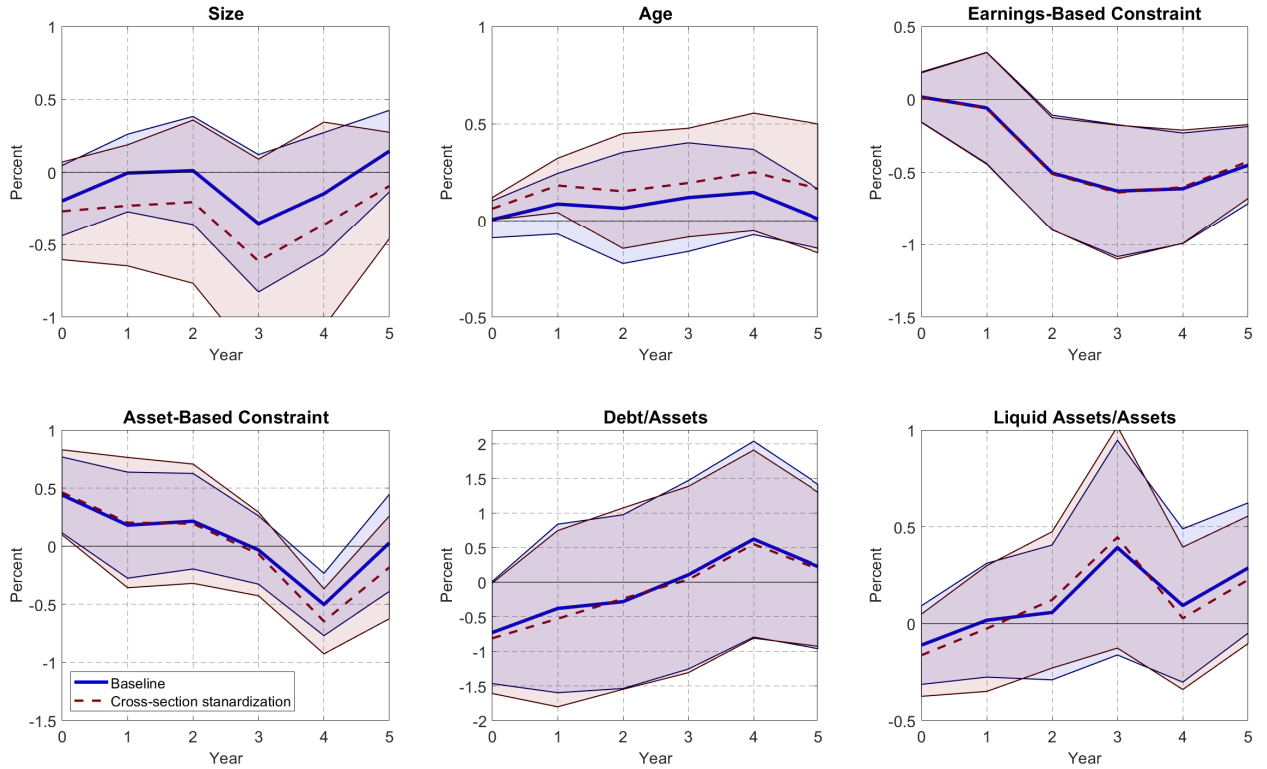 Size
1
0.5
0
-0.5
-1
Percent
0 1 2 3 4 5
Year
Age
1
0.5
0
-0.5
Percent
0 1 2 3 4 5
Year
Earnings-Based Constraint
0.5
0
-0.5
-1
-1.5
Percent
0 1 2 3 4 5
Year
Asset-Based Constraint
1
0.5
0
-0.5
-1
-1.5
Percent
Baseline
Cross-section stanardization
0 1 2 3 4 5
Year
Debt/Assets
2
1.5
1
0.5
0
-0.5
-1
-1.5
-2
Percent
0 1 2 3 4 5
Year
Liquid Assets/Assets
1
0.5
0
-0.5
Percent
0 1 2 3 4 5
Year